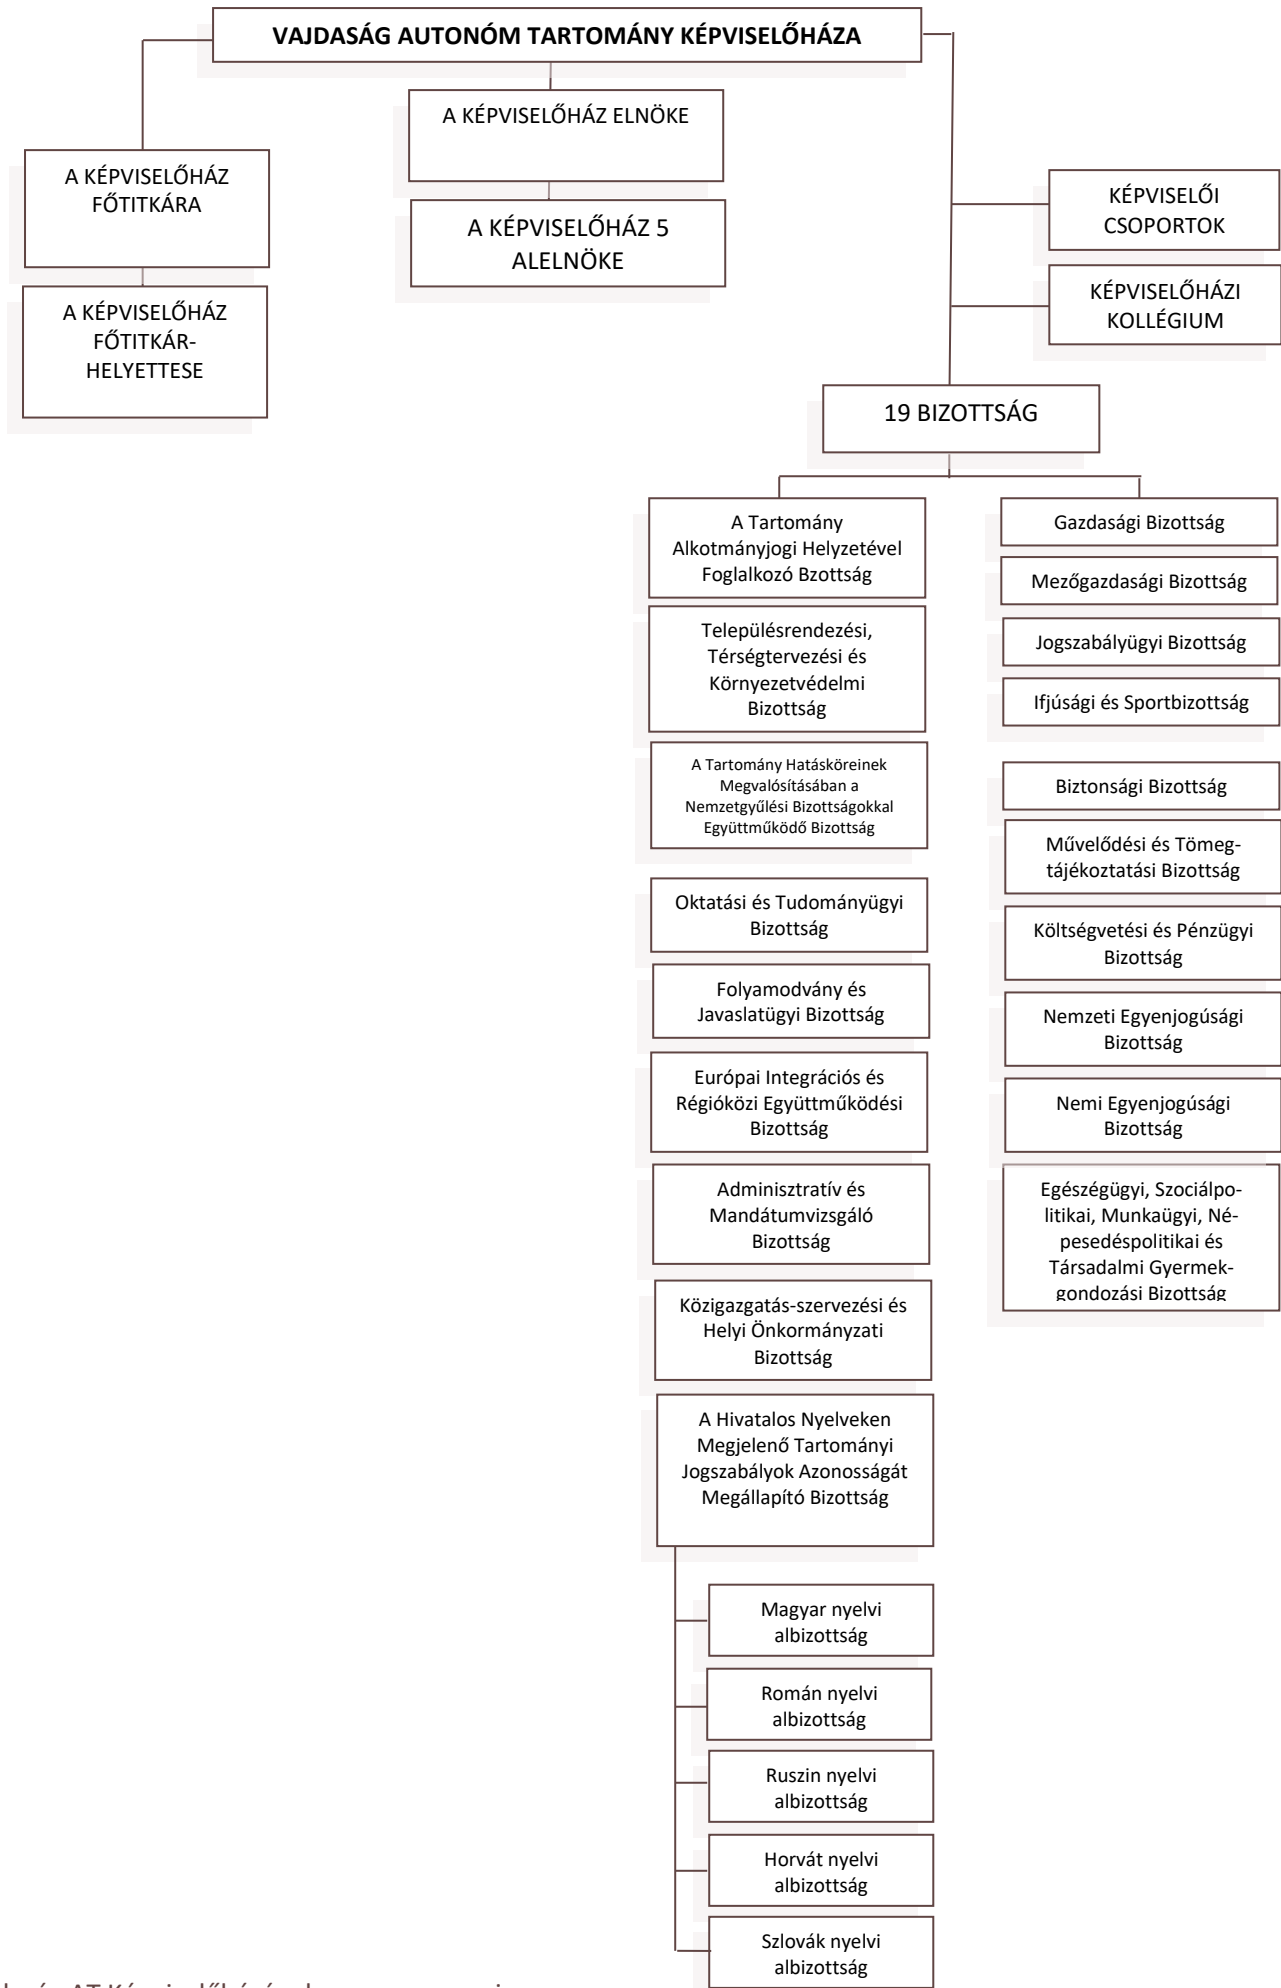 VAJDASÁG AUTONÓM TARTOMÁNY KÉPVISELŐHÁZA
A KÉPVISELŐHÁZ ELNÖKE
A KÉPVISELŐHÁZ
FŐTITKÁRA
A KÉPVISELŐHÁZ 5
ALELNÖKE
A KÉPVISELŐHÁZ
FŐTITKÁR-
HELYETTESE
KÉPVISELŐI
CSOPORTOK
KÉPVISELŐHÁZI
KOLLÉGIUM
19 BIZOTTSÁG
A Tartomány
Alkotmányjogi Helyzetével
Foglalkozó Bzottság
Településrendezési,
Térségtervezési és
Környezetvédelmi
Bizottság
A Tartomány Hatásköreinek
Megvalósításában a
Nemzetgyűlési Bizottságokkal
Együttműködő Bizottság
Oktatási és Tudományügyi
Bizottság
Folyamodvány és
Javaslatügyi Bizottság
Európai Integrációs és
Régióközi Együttműködési
Bizottság
Adminisztratív és
Mandátumvizsgáló
Bizottság
Közigazgatás-szervezési és
Helyi Önkormányzati
Bizottság
A Hivatalos Nyelveken
Megjelenő Tartományi
Jogszabályok Azonosságát
Megállapító Bizottság
Magyar nyelvi
albizottság
Román nyelvi
albizottság
Ruszin nyelvi
albizottság
Horvát nyelvi
albizottság
Szlovák nyelvi
albizottság
Gazdasági Bizottság
Mezőgazdasági Bizottság
Jogszabályügyi Bizottság
Ifjúsági és Sportbizottság
Biztonsági Bizottság
Művelődési és Tömeg-
tájékoztatási Bizottság
Költségvetési és Pénzügyi
Bizottság
Nemzeti Egyenjogúsági
Bizottság
Nemi Egyenjogúsági
Bizottság
Egészégügyi, Szociálpo-
litikai, Munkaügyi, Né-
pesedéspolitikai és
Társadalmi Gyermek-
gondozási Bizottság